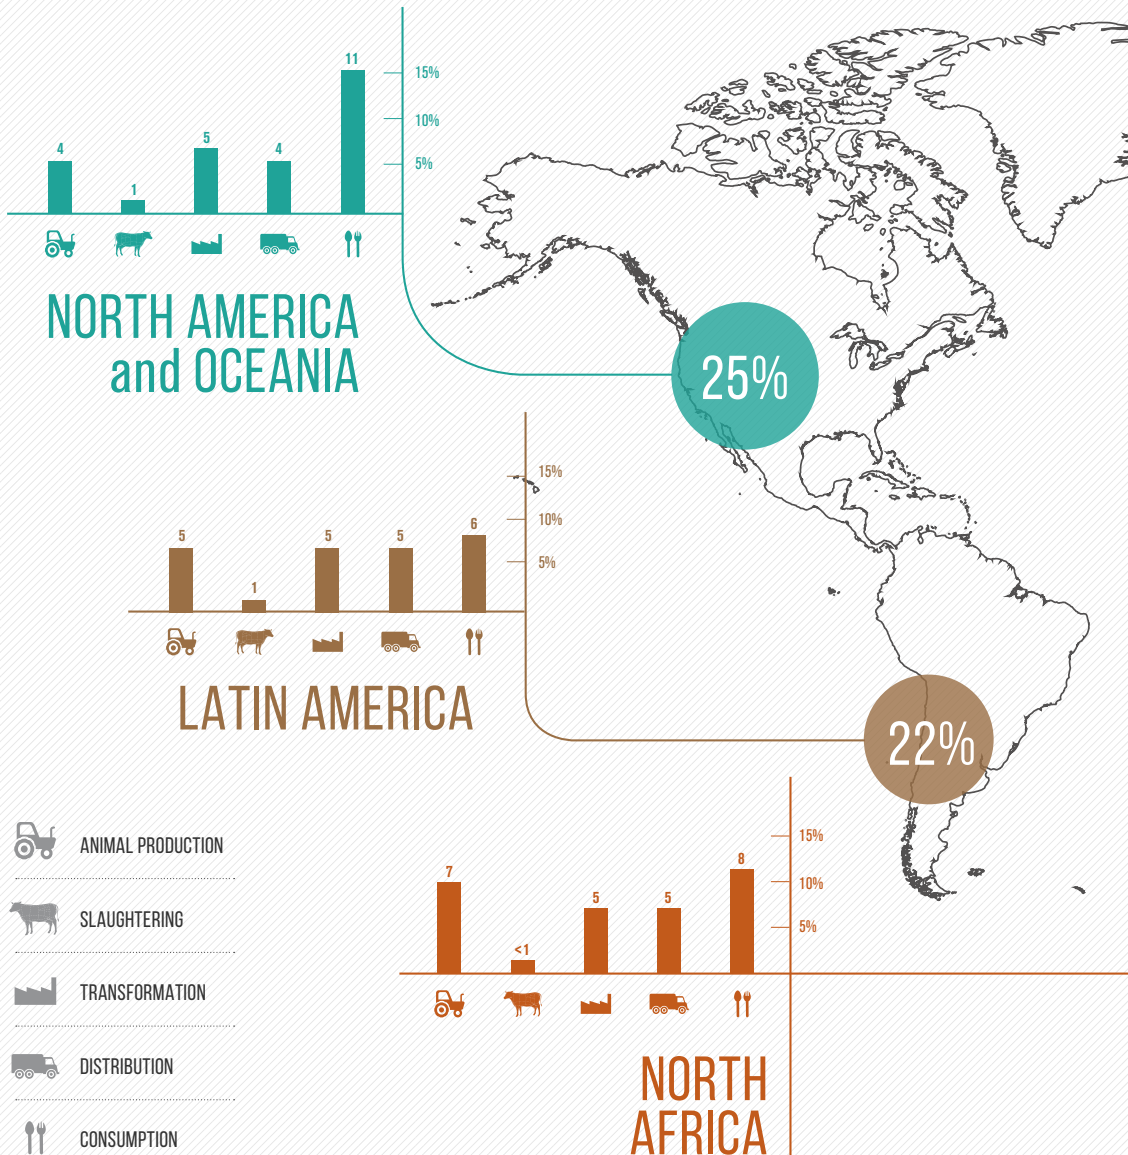 11
15%
10%
5%
4
1
5
4
NORTH AMERICA
and OCEANIA
25%
15%
10%
5%
5
1
5
5
6
LATIN AMERICA
22%
ANIMAL PRODUCTION
SLAUGHTERING
TRANSFORMATION
DISTRIBUTION
CONSUMPTION
15%
10%
5%
7
<1
5
5
8
NORTH
AFRICA